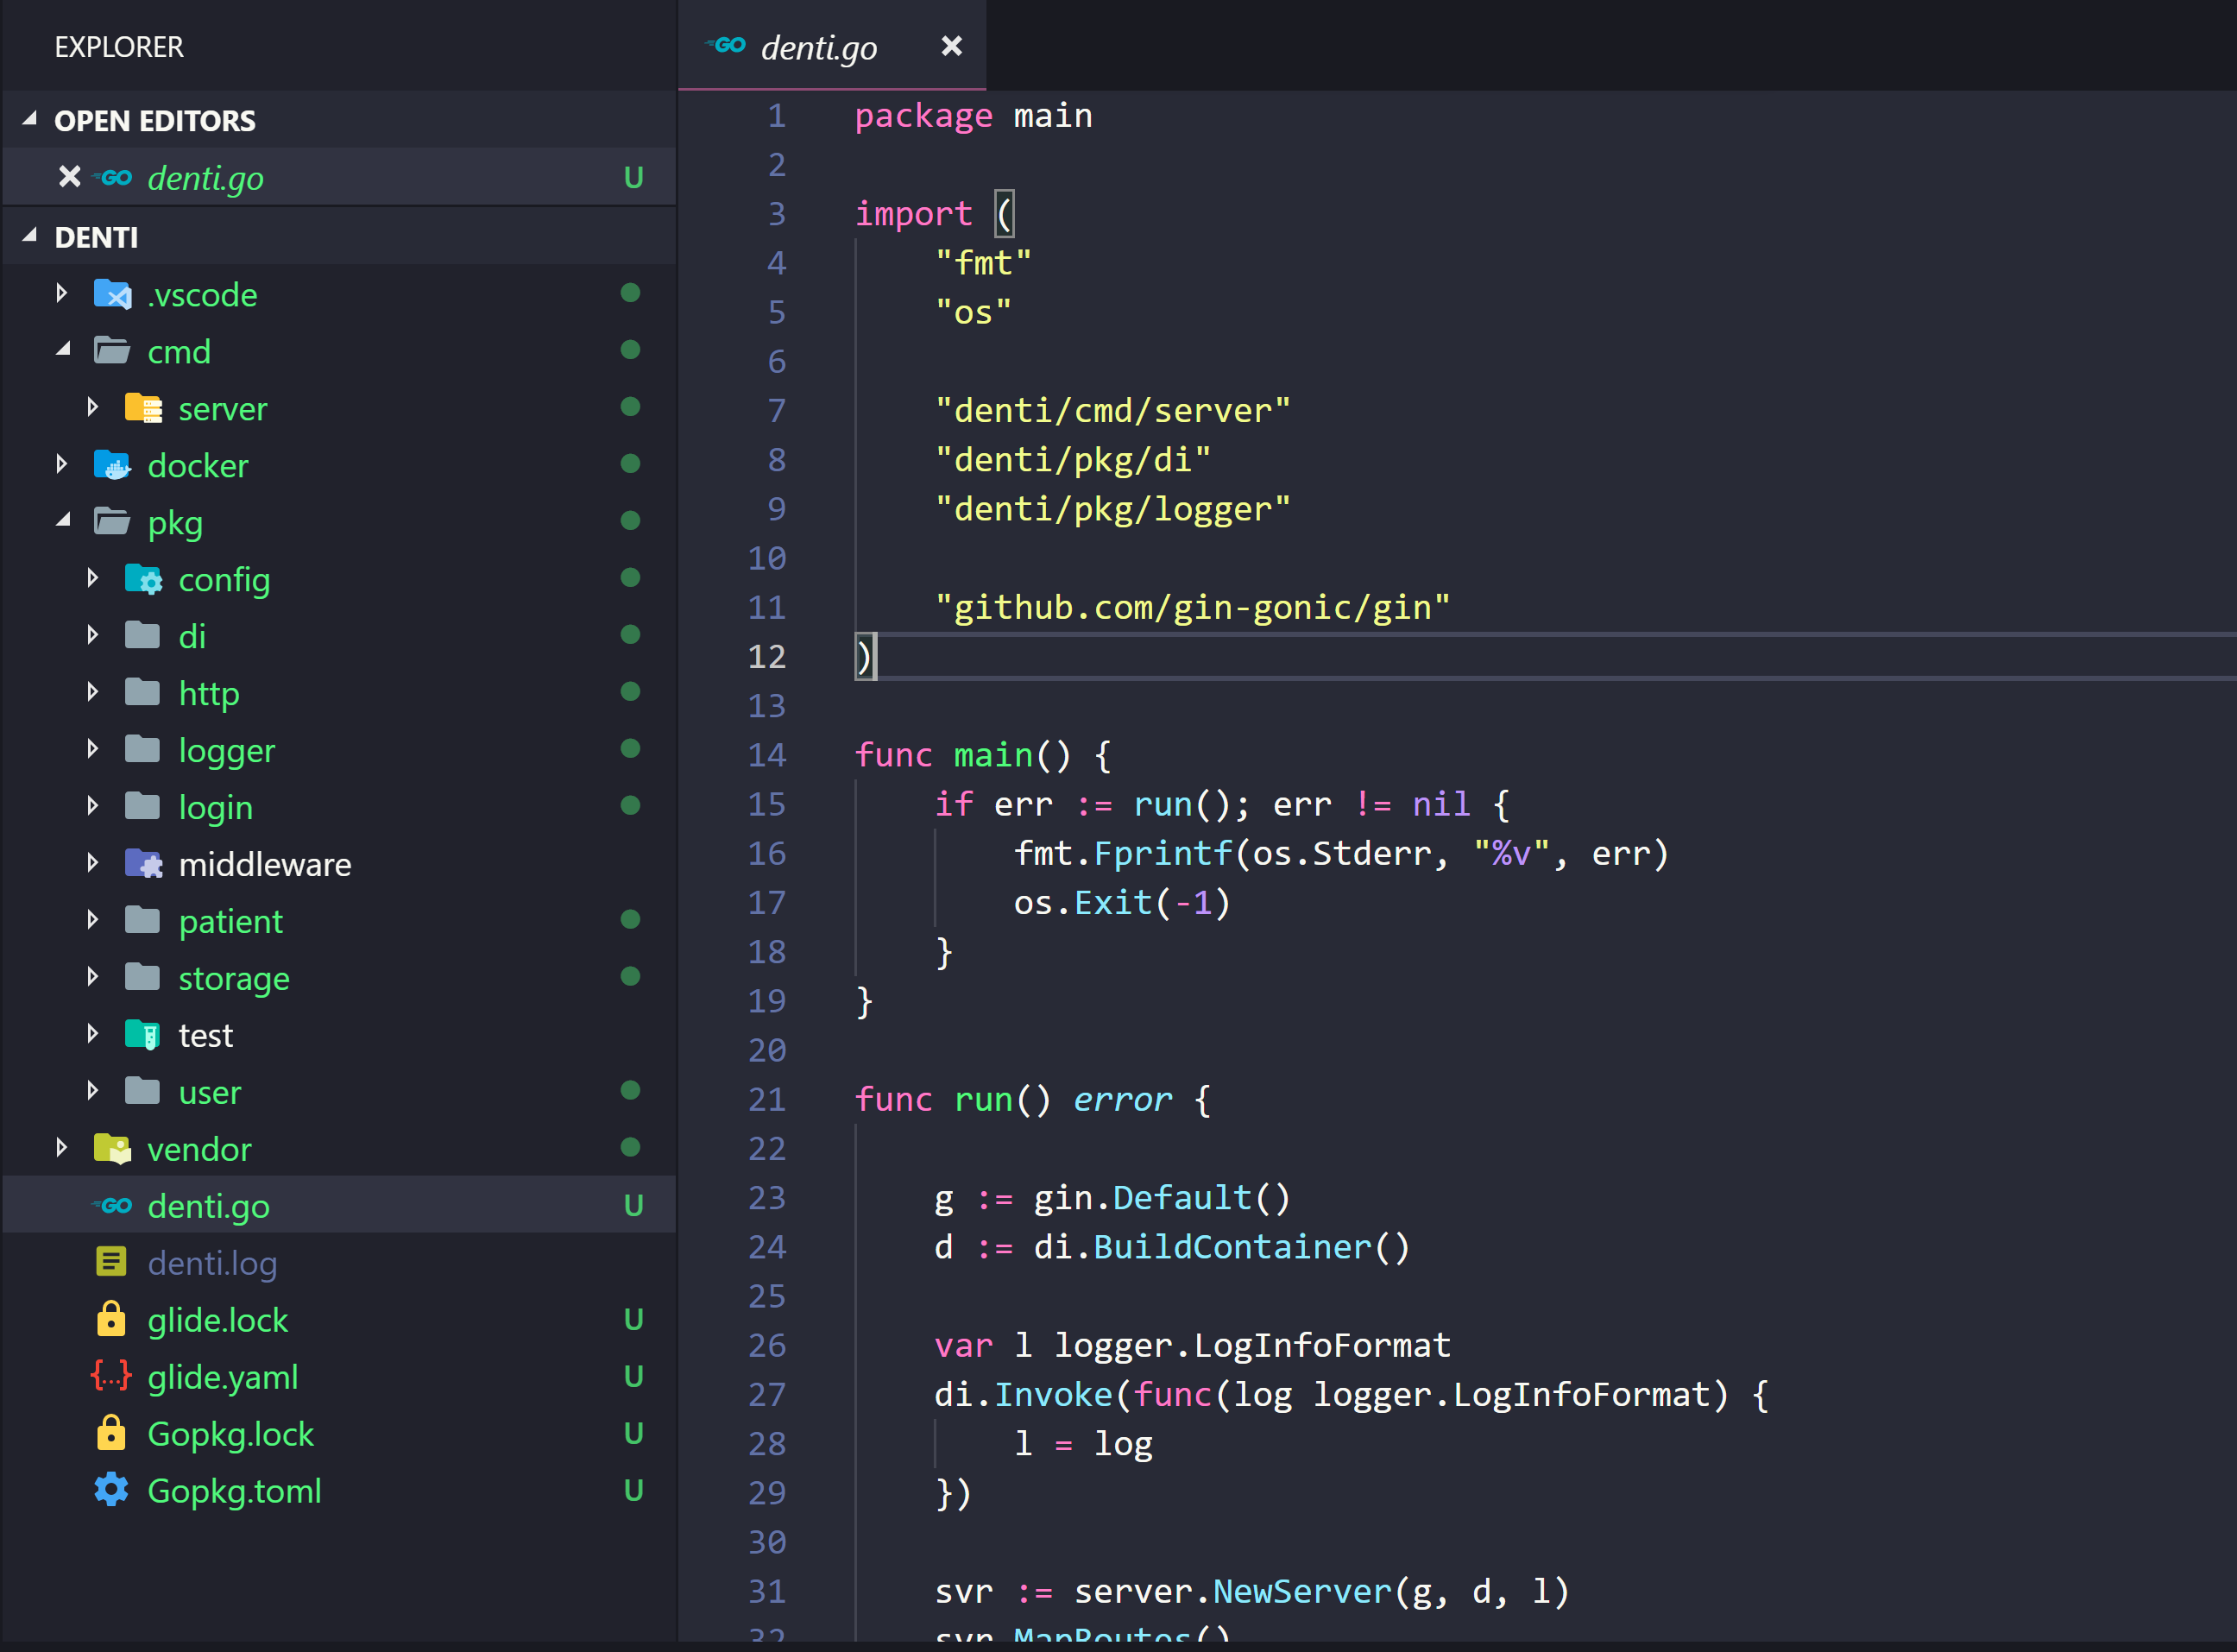 EXPLORER
OPEN EDITORS
GO denti.go U
DENTI
.vscode
cmd
server
docker
pkg
config
di
http
logger
login
middleware
patient
storage
test
user
vendor
GO denti.go U
denti.log
glide.lock U
{...} glide.yaml U
Gopkg.lock U
Gopkg.toml U
GO denti.go
1 package main
2
3 import (
4 "fmt"
5 "os"
6
7 "denti/cmd/server"
8 "denti/pkg/di"
9 "denti/pkg/logger"
10
11 "github.com/gin-gonic/gin"
12 )
13
14 func main() {
15 if err := run(); err != nil {
16 fmt.Fprintf(os.Stderr, "%v", err)
17 os.Exit(-1)
18 }
19 }
20
21 func run() error {
22
23 g := gin.Default()
24 d := di.BuildContainer()
25
26 var l logger.LogInfoFormat
27 di.Invoke(func(log logger.LogInfoFormat) {
28 l = log
29 })
30
31 svr := server.NewServer(g, d, l)
32 svr.MapRoutes()